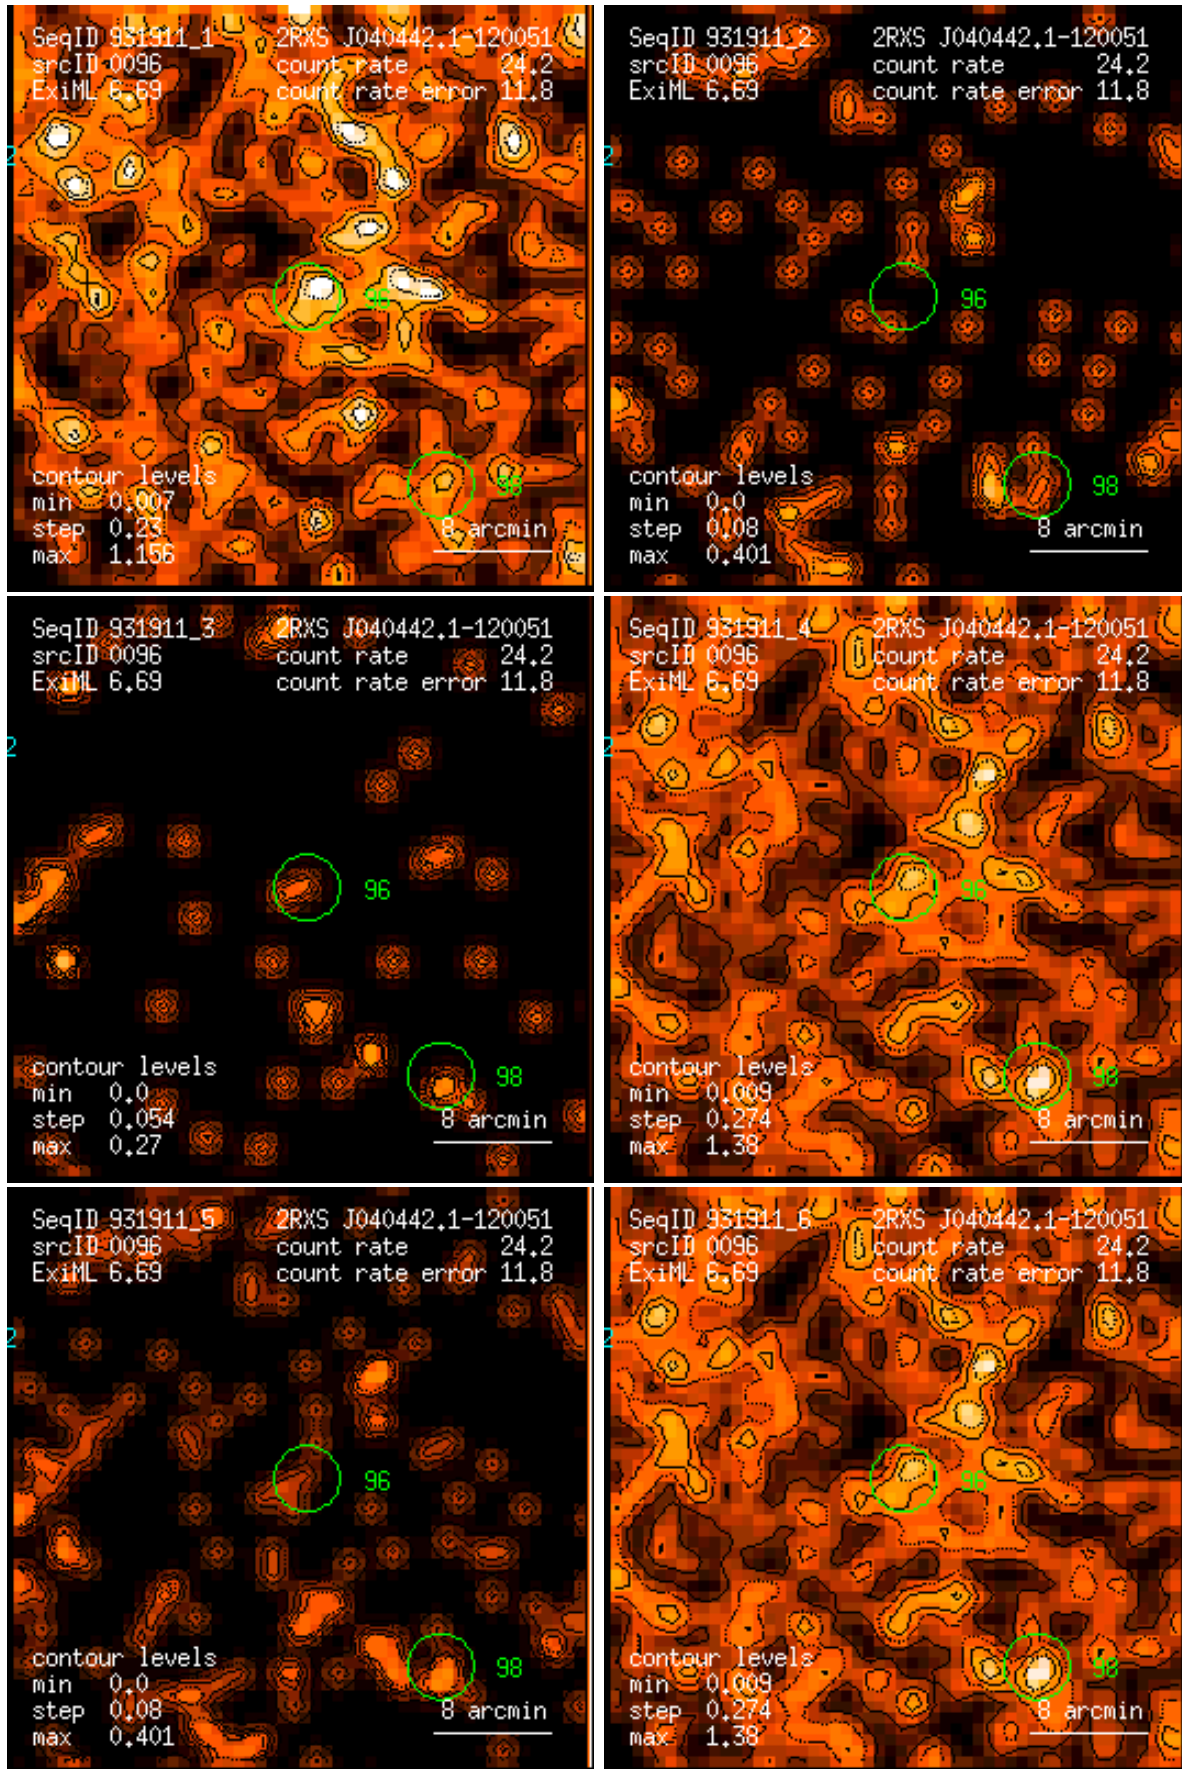 SeqID 931911_1 2RXS J040442.1-120051
srcID 0096 count rate 24.2
ExiML 6.69 count rate error 11.8
2
96
98
contour levels
min 0.007
step 0.23 8 arcmin
max 1.156
SeqID 931911_2 2RXS J040442.1-120051
srcID 0096 count rate 24.2
ExiML 6.69 count rate error 11.8
2
96
98
contour levels
min 0.0
step 0.08 8 arcmin
max 0.401
SeqID 931911_3 2RXS J040442.1-120051
srcID 0096 count rate 24.2
ExiML 6.69 count rate error 11.8
2
96
98
contour levels
min 0.0
step 0.054 8 arcmin
max 0.27
SeqID 931911_4 2RXS J040442.1-120051
srcID 0096 count rate 24.2
ExiML 6.69 count rate error 11.8
2
96
98
contour levels
min 0.009
step 0.274 8 arcmin
max 1.38
SeqID 931911_5 2RXS J040442.1-120051
srcID 0096 count rate 24.2
ExiML 6.69 count rate error 11.8
2
96
98
contour levels
min 0.0
step 0.08 8 arcmin
max 0.401
SeqID 931911_6 2RXS J040442.1-120051
srcID 0096 count rate 24.2
ExiML 6.69 count rate error 11.8
2
96
98
contour levels
min 0.009
step 0.274 8 arcmin
max 1.38